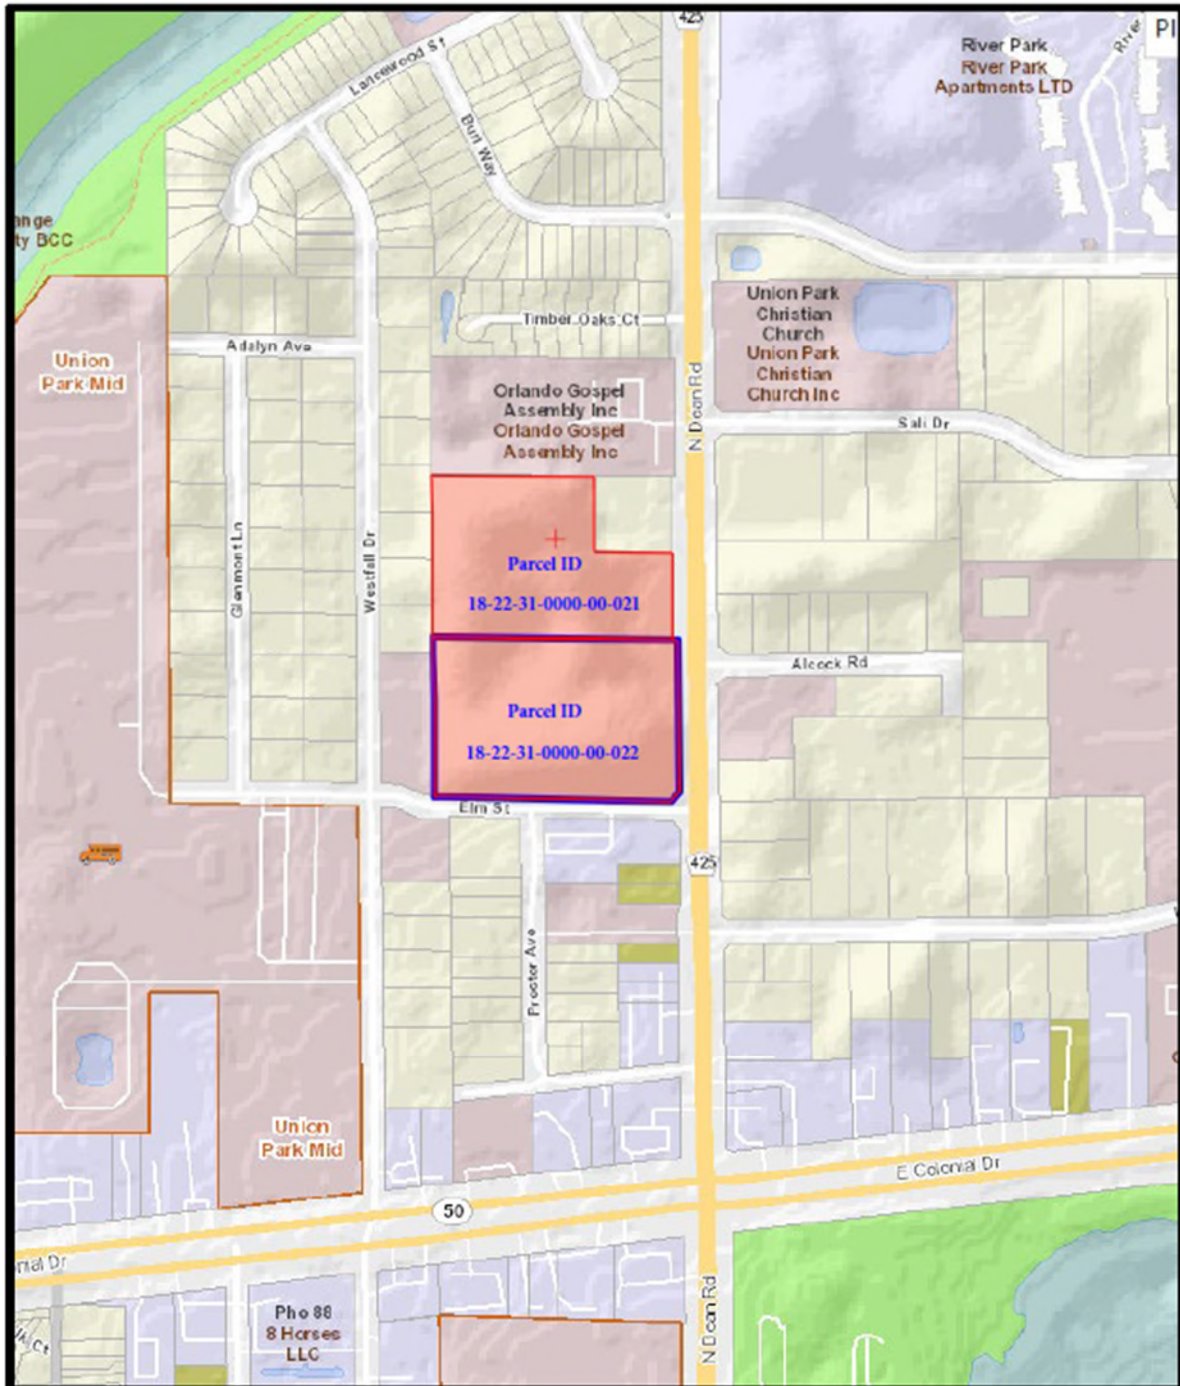 425
PI
River Park
River Park
Apartments LTD
River
Lancewood St
Burl Way
ange
ty BCC
Union Park
Christian
Church
Union Park
Christian
Church Inc
Timber Oaks Ct
Adalyn Ave
Union
Park Mid
Orlando Gospel
Assembly Inc
Orlando Gospel
Assembly Inc
N Dean Rd
Sali Dr
Glenmont Ln
Westfall Dr
Parcel ID
18-22-31-0000-00-021
Alcock Rd
Parcel ID
18-22-31-0000-00-022
Elm St
425
Proctor Ave
Union
Park Mid
E Colonial Dr
50
nial Dr
N Dean Rd
Pho 88
8 Horses
LLC
Ct